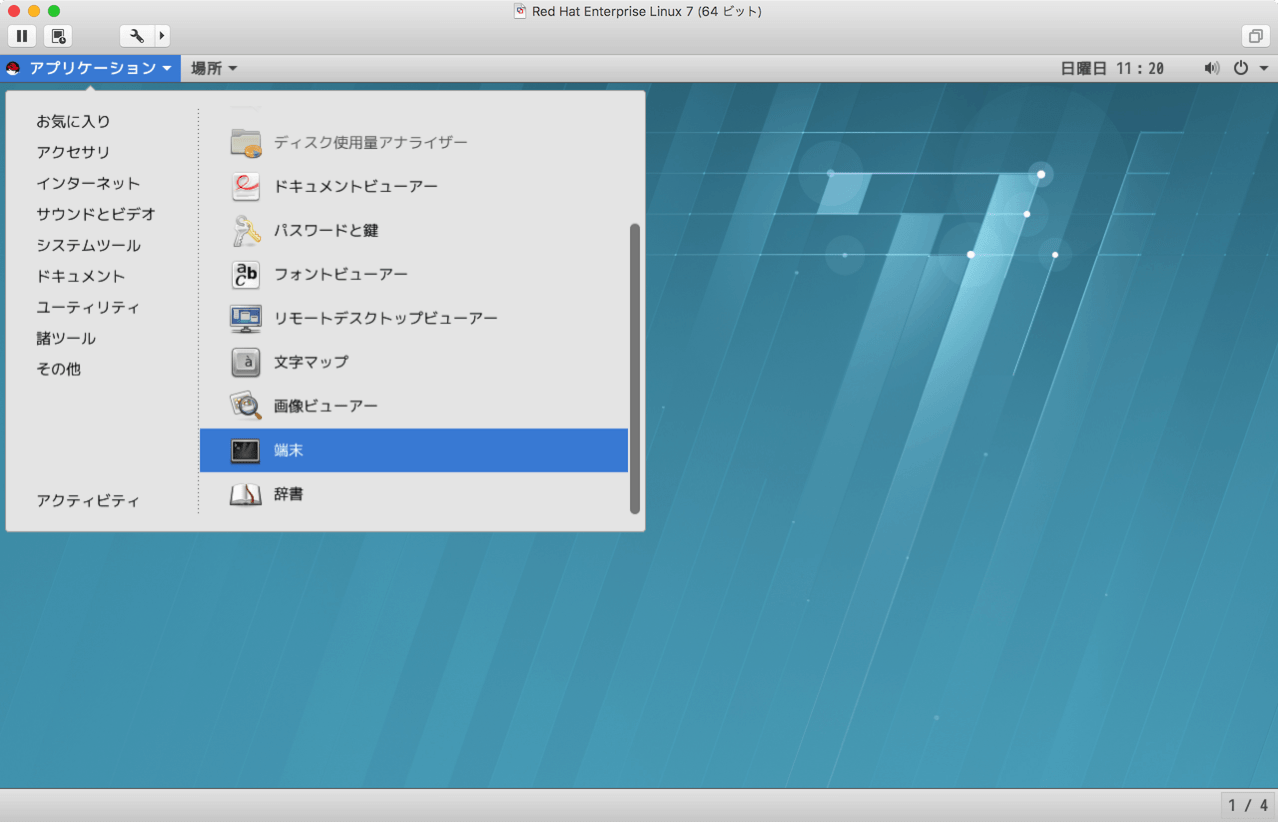 Red Hat Enterprise Linux 7 (64 ビット)
アプリケーション 場所 日曜日 11 : 20
お気に入り
アクセサリ
インターネット
サウンドとビデオ
システムツール
ドキュメント
ユーティリティ
諸ツール
その他
アクティビティ
ディスク使用量アナライザー
ドキュメントビューアー
パスワードと鍵
フォントビューアー
リモートデスクトップビューアー
文字マップ
画像ビューアー
端末
辞書
1 / 4